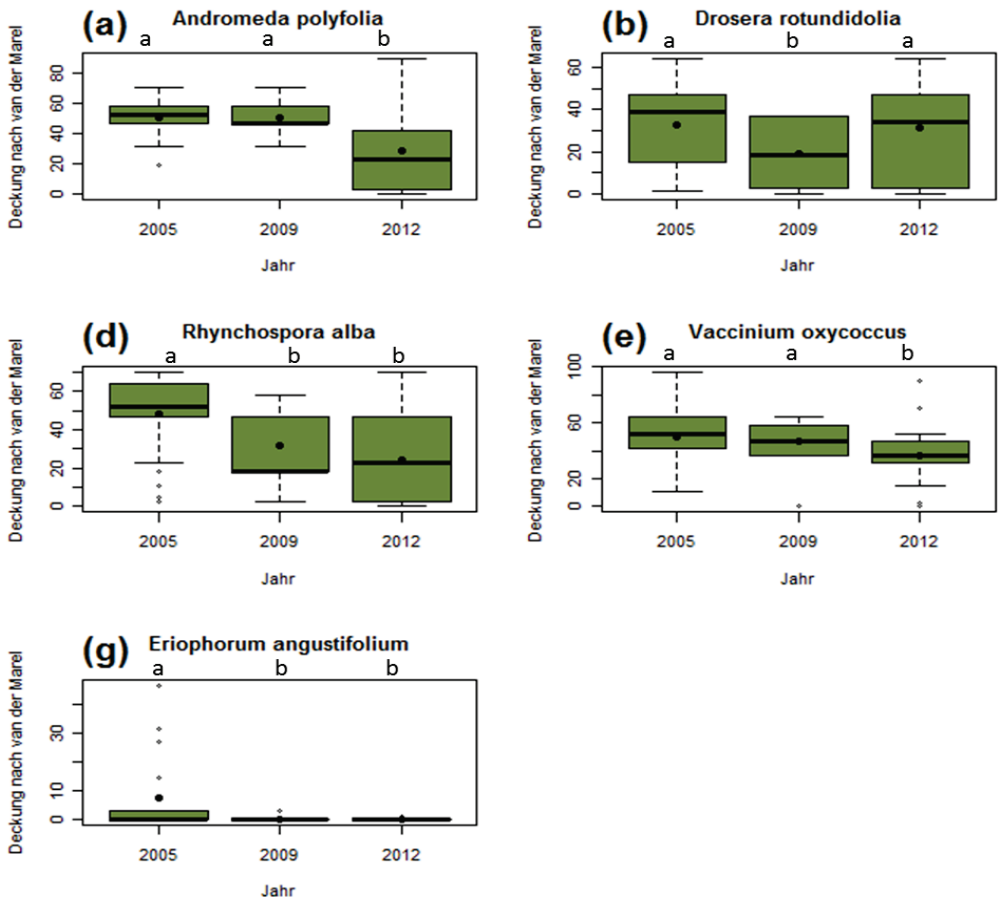 (a) Andromeda polyfolia
a a b
Deckung nach van der Marel
80
60
40
20
0
2005 2009 2012
Jahr
(b) Drosera rotundidolia
a b a
Deckung nach van der Marel
60
40
20
0
2005 2009 2012
Jahr
(d) Rhynchospora alba
a b b
Deckung nach van der Marel
60
40
20
0
2005 2009 2012
Jahr
(e) Vaccinium oxycoccus
a a b
Deckung nach van der Marel
100
60
20
0
2005 2009 2012
Jahr
(g) Eriophorum angustifolium
a b b
Deckung nach van der Marel
30
10
0
2005 2009 2012
Jahr